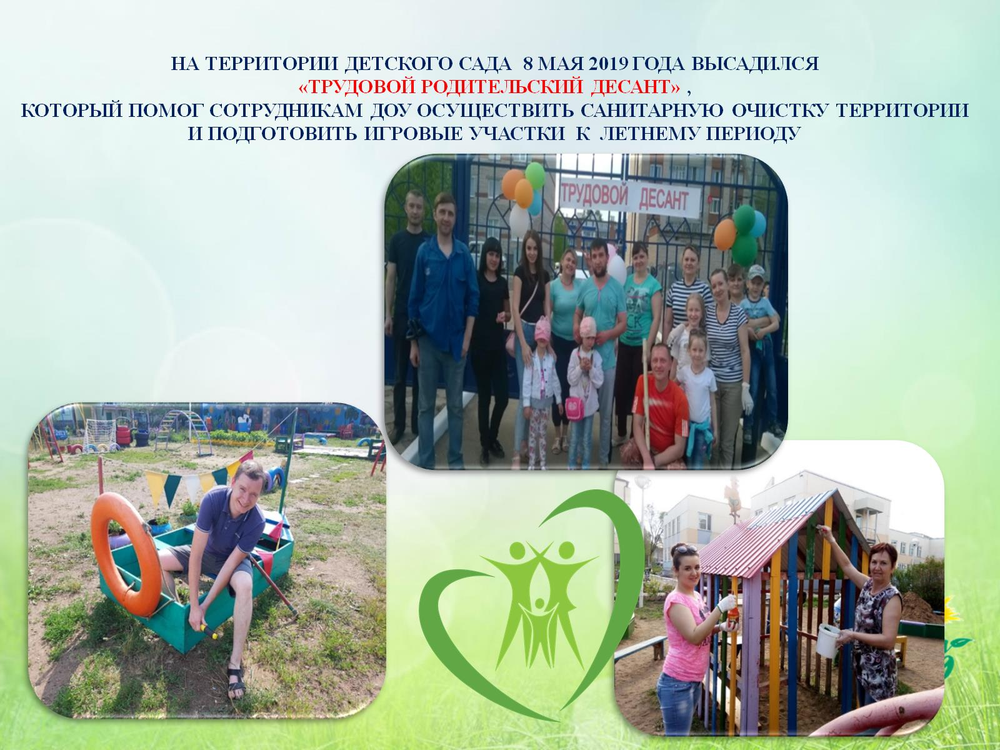 НА ТЕРРИТОРИИ ДЕТСКОГО САДА 8 МАЯ 2019 ГОДА ВЫСАДИЛСЯ
«ТРУДОВОЙ РОДИТЕЛЬСКИЙ ДЕСАНТ» ,
КОТОРЫЙ ПОМОГ СОТРУДНИКАМ ДОУ ОСУЩЕСТВИТЬ САНИТАРНУЮ ОЧИСТКУ ТЕРРИТОРИИ
И ПОДГОТОВИТЬ ИГРОВЫЕ УЧАСТКИ К ЛЕТНЕМУ ПЕРИОДУ
ТРУДОВОЙ ДЕСАНТ